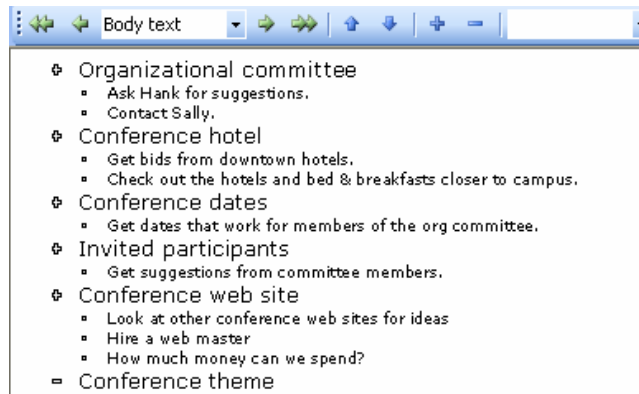 Body text
Organizational committee
Ask Hank for suggestions.
Contact Sally.
Conference hotel
Get bids from downtown hotels.
Check out the hotels and bed & breakfasts closer to campus.
Conference dates
Get dates that work for members of the org committee.
Invited participants
Get suggestions from committee members.
Conference web site
Look at other conference web sites for ideas
Hire a web master
How much money can we spend?
Conference theme